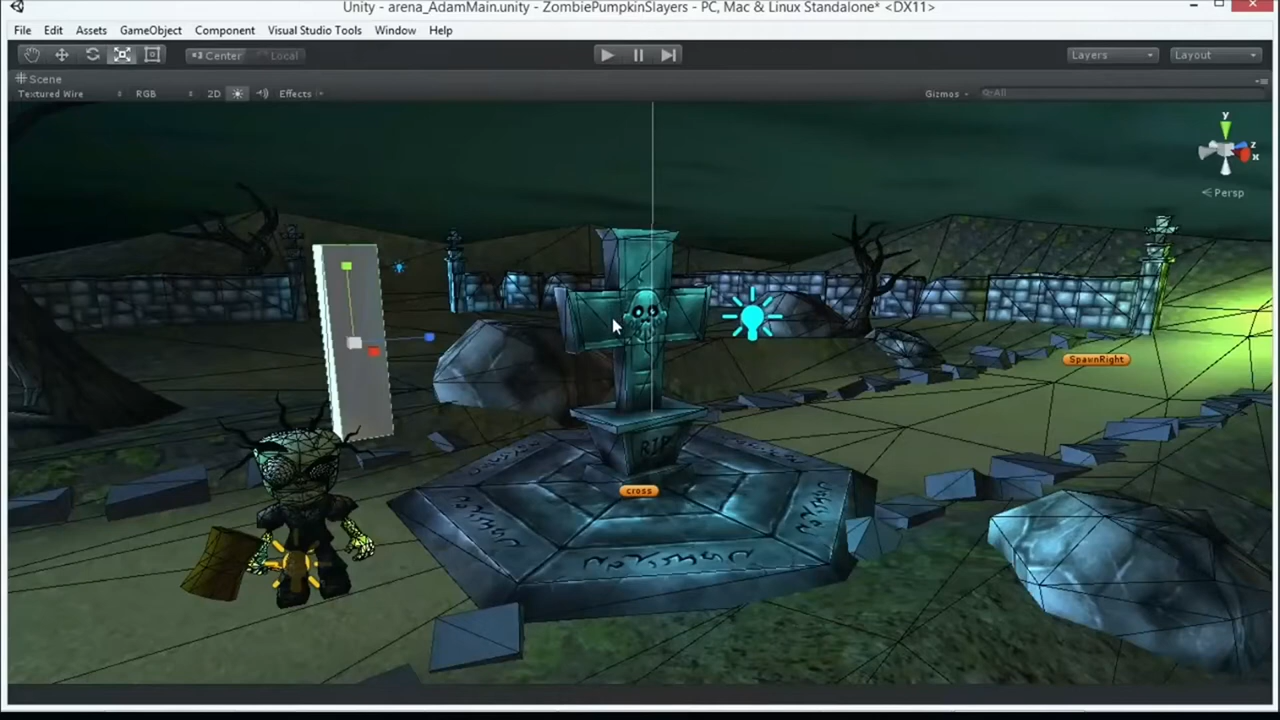 Unity - arena_AdamMain.unity - ZombiePumpkinSlayers - PC, Mac & Linux Standalone* <DX11>
File Edit Assets GameObject Component Visual Studio Tools Window Help
Center Local Layers Layout
Scene
Textured Wire RGB 2D Effects Gizmos All
y
z
x
Persp
SpawnRight
RIP
cross